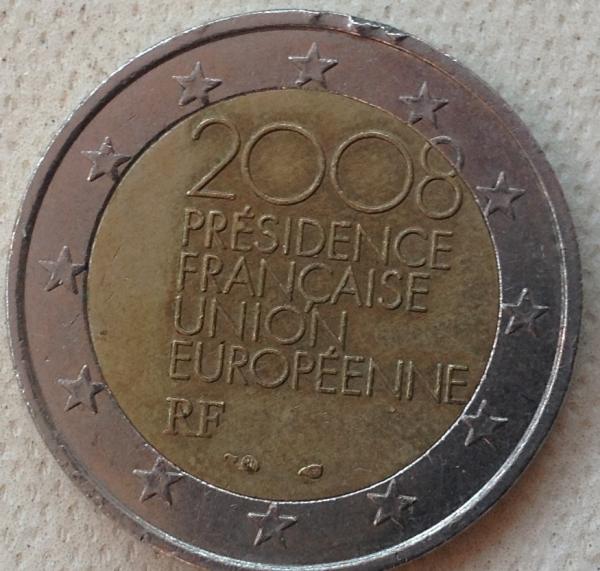 2008
PRÉSIDENCE
FRANÇAISE
UNION
EUROPÉENNE
RF